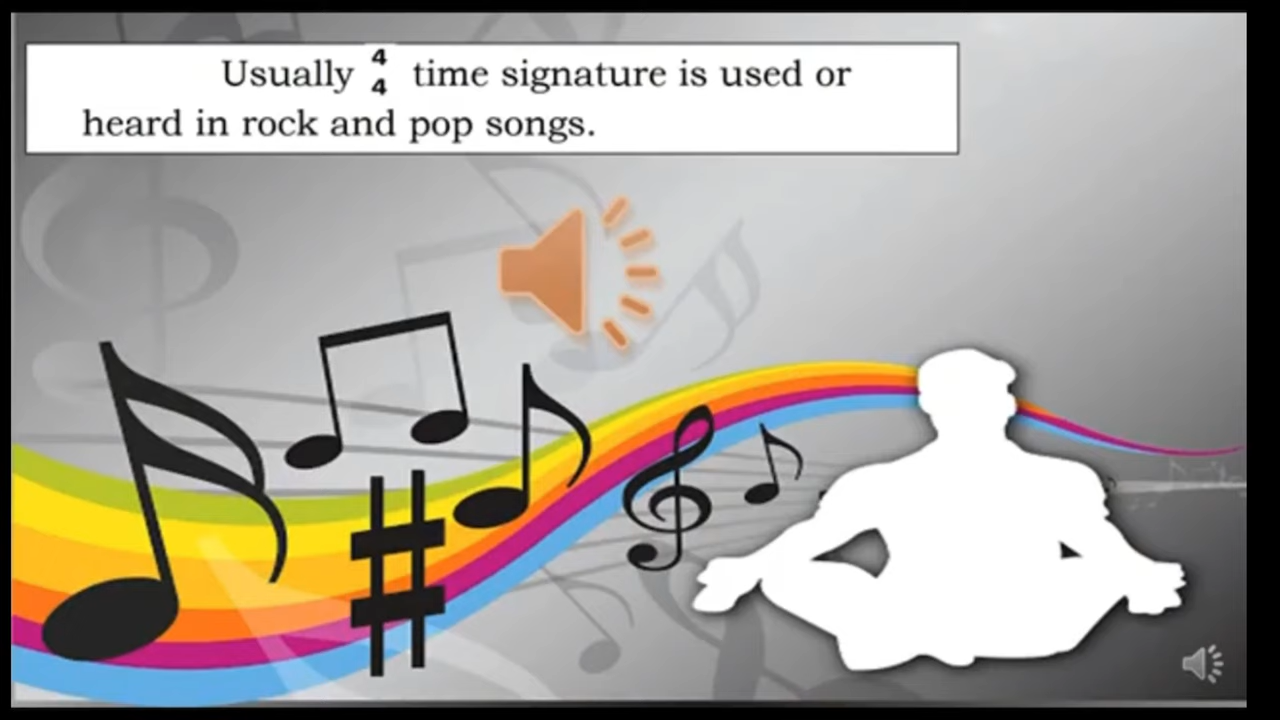 Usually 4/4 time signature is used or
heard in rock and pop songs.